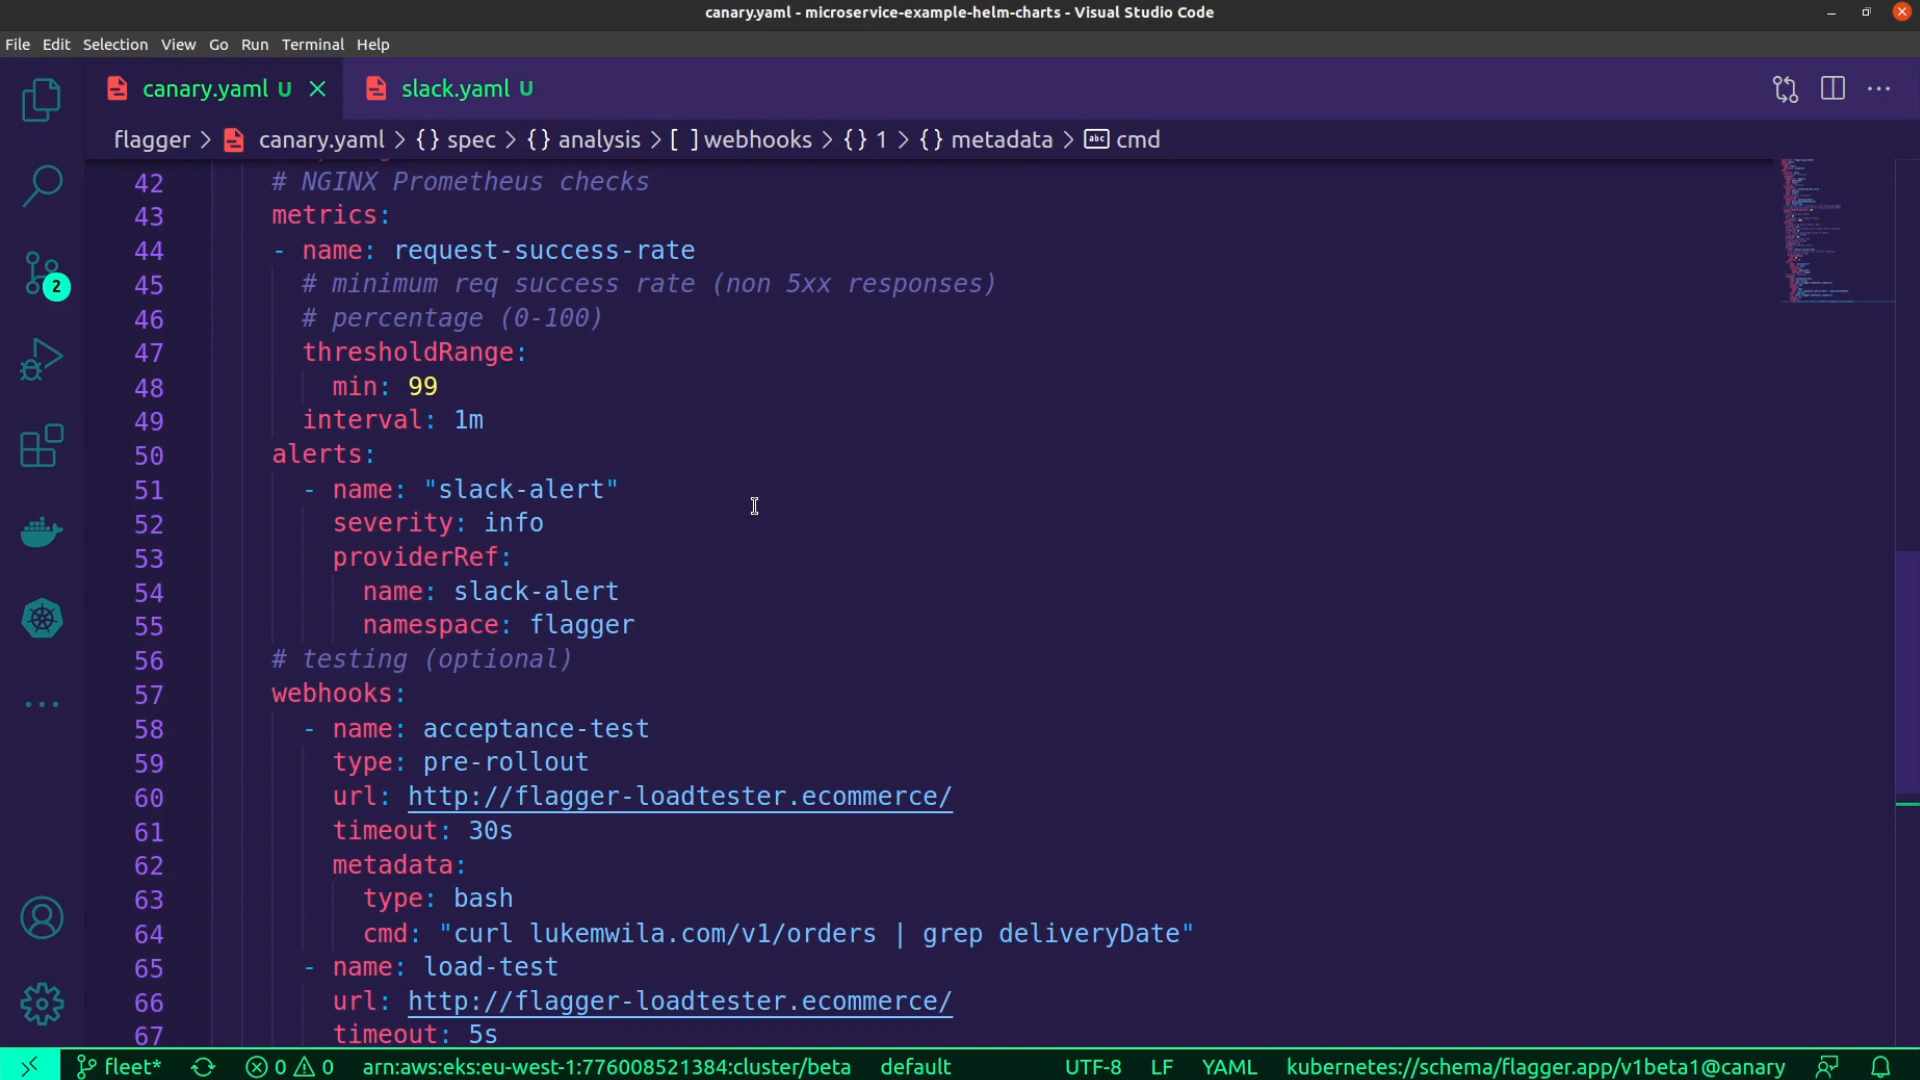 canary.yaml - microservice-example-helm-charts - Visual Studio Code
File Edit Selection View Go Run Terminal Help
canary.yaml U slack.yaml U
flagger > canary.yaml > {} spec > {} analysis > [ ] webhooks > {} 1 > {} metadata > abc cmd
42 # NGINX Prometheus checks
43 metrics:
44 - name: request-success-rate
45 # minimum req success rate (non 5xx responses)
46 # percentage (0-100)
47 thresholdRange:
48 min: 99
49 interval: 1m
50 alerts:
51 - name: "slack-alert"
52 severity: info
53 providerRef:
54 name: slack-alert
55 namespace: flagger
56 # testing (optional)
57 webhooks:
58 - name: acceptance-test
59 type: pre-rollout
60 url: http://flagger-loadtester.ecommerce/
61 timeout: 30s
62 metadata:
63 type: bash
64 cmd: "curl lukemwila.com/v1/orders | grep deliveryDate"
65 - name: load-test
66 url: http://flagger-loadtester.ecommerce/
67 timeout: 5s
2
fleet* 0 0 arn:aws:eks:eu-west-1:776008521384:cluster/beta default UTF-8 LF YAML kubernetes://schema/flagger.app/v1beta1@canary